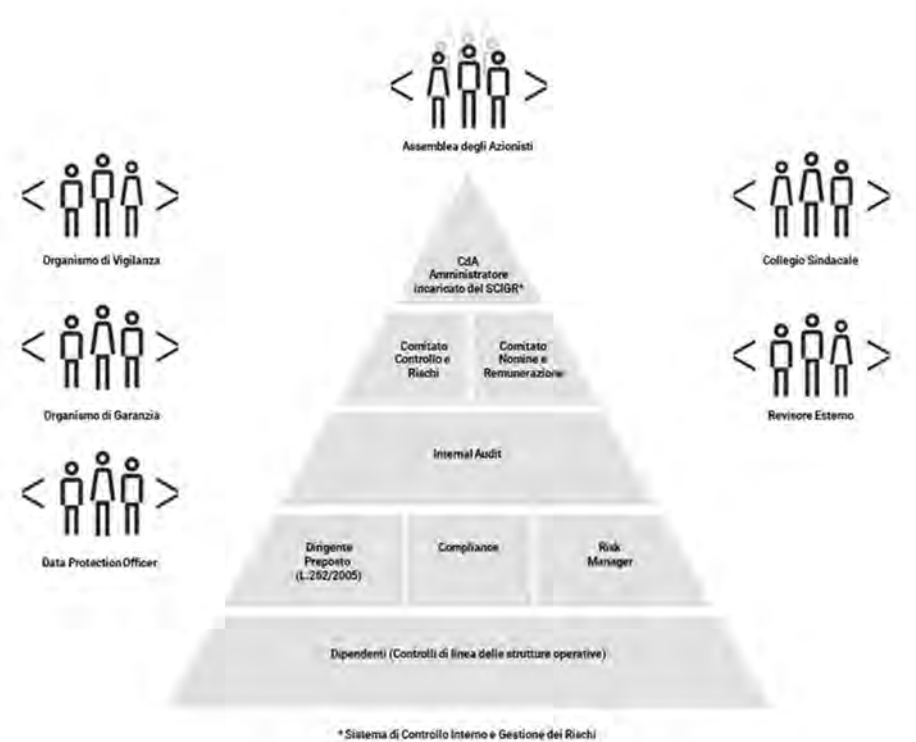 Assemblea degli Azionisti
Organismo di Vigilanza
Collegio Sindacale
CdA
Amministratore
incaricato del SCIGR*
Comitato
Controllo e
Rischi
Comitato
Nomine e
Remunerazione
Organismo di Garanzia
Revisore Esterno
Internal Audit
Data Protection Officer
Dirigente
Preposto
(L.262/2005)
Compliance
Risk
Manager
Dipendenti (Controlli di linea delle strutture operative)
* Sistema di Controllo Interno e Gestione dei Rischi